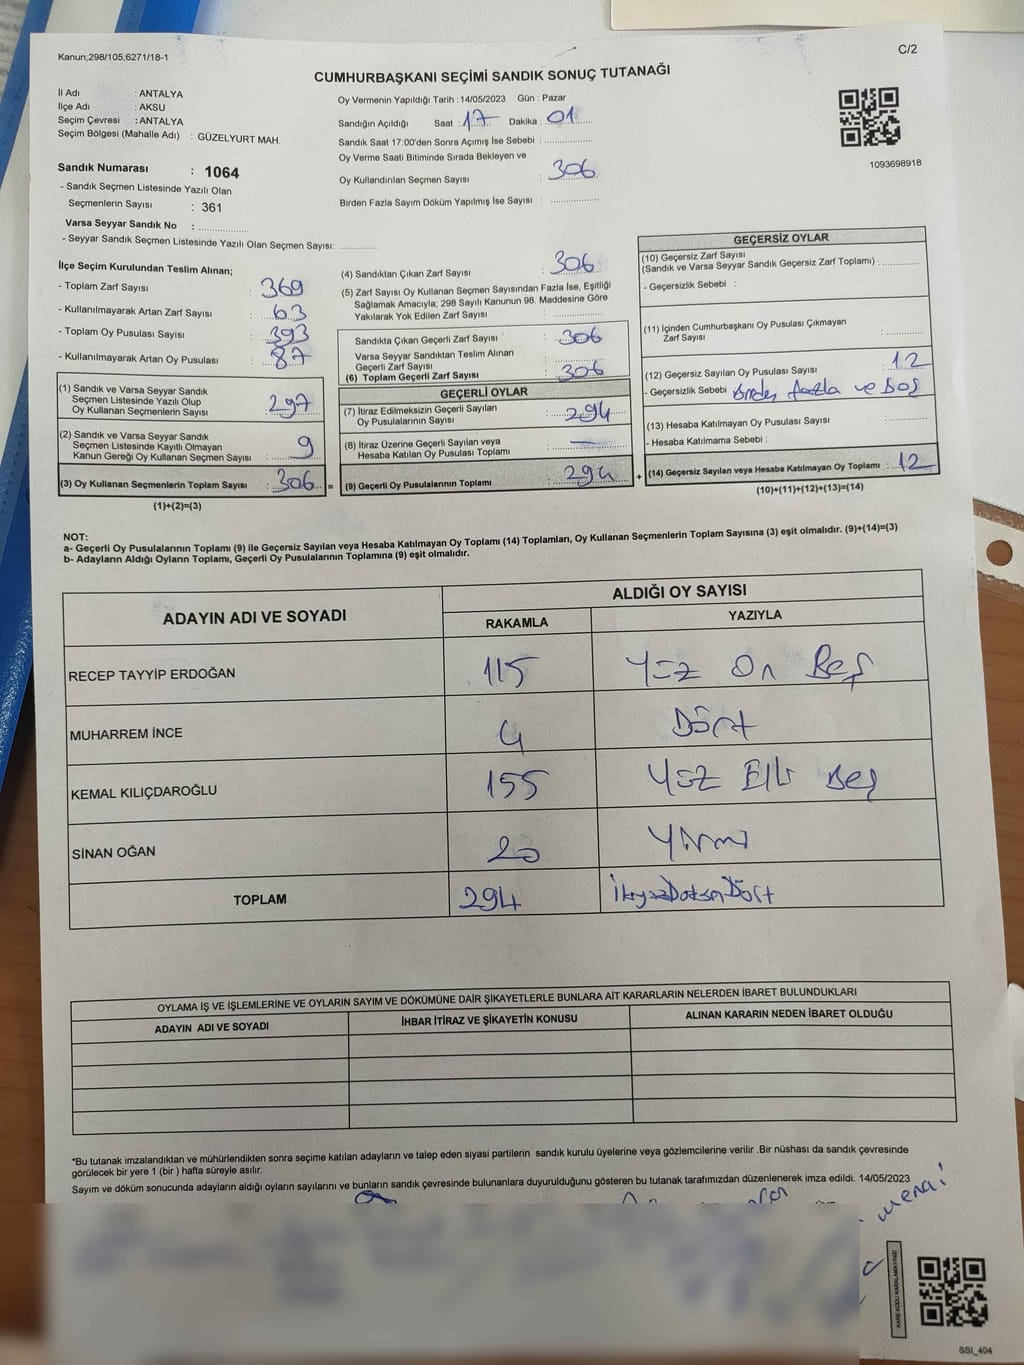 Kanun;298/105;6271/18-1
C/2
CUMHURBAŞKANI SEÇİMİ SANDIK SONUÇ TUTANAĞI
İl Adı : ANTALYA
İlçe Adı : AKSU
Seçim Çevresi : ANTALYA
Seçim Bölgesi (Mahalle Adı) : GÜZELYURT MAH.
Sandık Numarası : 1064
- Sandık Seçmen Listesinde Yazılı Olan
Seçmenlerin Sayısı : 361
Varsa Seyyar Sandık No : ................
- Seyyar Sandık Seçmen Listesinde Yazılı Olan Seçmen Sayısı: ............
Oy Vermenin Yapıldığı Tarih : 14/05/2023 Gün : Pazar
Sandığın Açıldığı Saat : 17 Dakika : 01
Sandık Saat 17:00'den Sonra Açımış İse Sebebi : ................
Oy Verme Saati Bitiminde Sırada Bekleyen ve
Oy Kullandırılan Seçmen Sayısı : 306
Birden Fazla Sayım Döküm Yapılmış İse Sayısı : ................
1093698918
İlçe Seçim Kurulundan Teslim Alınan;
- Toplam Zarf Sayısı : 369
- Kullanılmayarak Artan Zarf Sayısı : 63
- Toplam Oy Pusulası Sayısı : 393
- Kullanılmayarak Artan Oy Pusulası : 87
(1) Sandık ve Varsa Seyyar Sandık
Seçmen Listesinde Yazılı Olup
Oy Kullanan Seçmenlerin Sayısı : 297
(2) Sandık ve Varsa Seyyar Sandık
Seçmen Listesinde Kayıtlı Olmayan
Kanun Gereği Oy Kullanan Seçmen Sayısı : 9
(3) Oy Kullanan Seçmenlerin Toplam Sayısı : 306 =
(1)+(2)=(3)
(4) Sandıktan Çıkan Zarf Sayısı : 306
(5) Zarf Sayısı Oy Kullanan Seçmen Sayısından Fazla İse, Eşitliği
Sağlamak Amacıyla; 298 Sayılı Kanunun 98. Maddesine Göre
Yakılarak Yok Edilen Zarf Sayısı : ................
Sandıkta Çıkan Geçerli Zarf Sayısı : 306
Varsa Seyyar Sandıktan Teslim Alınan
Geçerli Zarf Sayısı : ................
(6) Toplam Geçerli Zarf Sayısı : 306
GEÇERLİ OYLAR
(7) İtiraz Edilmeksizin Geçerli Sayılan
Oy Pusulalarının Sayısı : 294
(8) İtiraz Üzerine Geçerli Sayılan veya
Hesaba Katılan Oy Pusulası Toplamı : —
(9) Geçerli Oy Pusulalarının Toplamı : 294 +
GEÇERSİZ OYLAR
(10) Geçersiz Zarf Sayısı
(Sandık ve Varsa Seyyar Sandık Geçersiz Zarf Toplamı) : ............
- Geçersizlik Sebebi :
(11) İçinden Cumhurbaşkanı Oy Pusulası Çıkmayan
Zarf Sayısı : ............
(12) Geçersiz Sayılan Oy Pusulası Sayısı : 12
- Geçersizlik Sebebi : Birden fazla ve Boş
(13) Hesaba Katılmayan Oy Pusulası Sayısı : ............
- Hesaba Katılmama Sebebi :
(14) Geçersiz Sayılan veya Hesaba Katılmayan Oy Toplamı : 12
(10)+(11)+(12)+(13)=(14)
NOT:
a- Geçerli Oy Pusulalarının Toplamı (9) ile Geçersiz Sayılan veya Hesaba Katılmayan Oy Toplamı (14) Toplamları, Oy Kullanan Seçmenlerin Toplam Sayısına (3) eşit olmalıdır. (9)+(14)=(3)
b- Adayların Aldığı Oyların Toplamı, Geçerli Oy Pusulalarının Toplamına (9) eşit olmalıdır.
ADAYIN ADI VE SOYADI ALDIĞI OY SAYISI
RAKAMLA YAZIYLA
RECEP TAYYİP ERDOĞAN 115 Yüz On Beş
MUHARREM İNCE 4 Dört
KEMAL KILIÇDAROĞLU 155 Yüz Elli Beş
SİNAN OĞAN 20 Yirmi
TOPLAM 294 İkiyüzDoksanDört
OYLAMA İŞ VE İŞLEMLERİNE VE OYLARIN SAYIM VE DÖKÜMÜNE DAİR ŞİKAYETLERLE BUNLARA AİT KARARLARIN NELERDEN İBARET BULUNDUKLARI
ADAYIN ADI VE SOYADI İHBAR İTİRAZ VE ŞİKAYETİN KONUSU ALINAN KARARIN NEDEN İBARET OLDUĞU
*Bu tutanak imzalandıktan ve mühürlendikten sonra seçime katılan adayların ve talep eden siyasi partilerin sandık kurulu üyelerine veya gözlemcilerine verilir .Bir nüshası da sandık çevresinde
görülecek bir yere 1 (bir ) hafta süreyle asılır.
Sayım ve döküm sonucunda adayların aldığı oyların sayılarını ve bunların sandık çevresinde bulunanlara duyurulduğunu gösteren bu tutanak tarafımızdan düzenlenerek imza edildi. 14/05/2023
KARE KODU KARALAMAYINIZ!
SSI_404